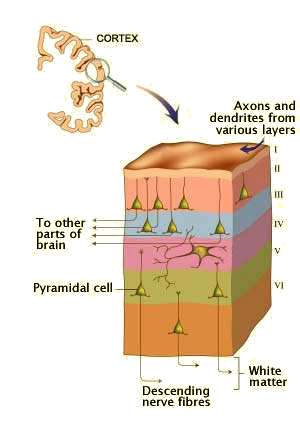 CORTEX
Axons and
dendrites from
various layers
I
II
III
To other
parts of
brain
IV
V
Pyramidal cell
VI
White
matter
Descending
nerve fibres